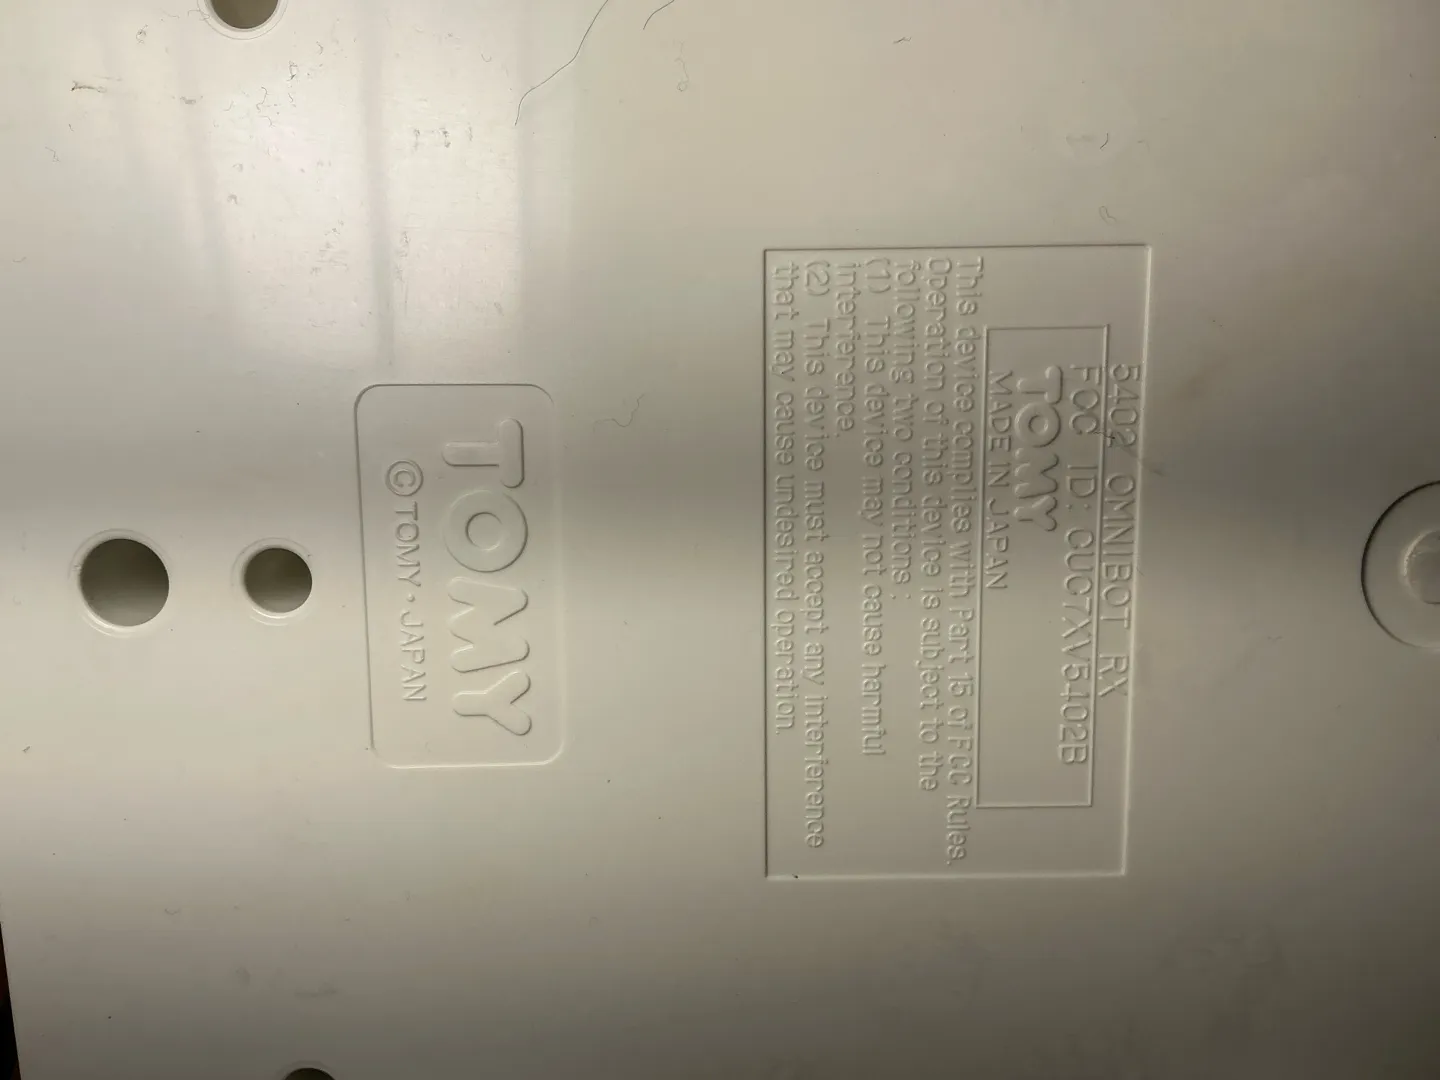 5402 OMNIBOT RX
FCC ID: CUC7XV5402B
TOMY
MADE IN JAPAN
This device complies with Part 15 of FCC Rules.
Operation of this device is subject to the
following two conditions ;
(1) This device may not cause harmful
interference.
(2) This device must accept any interference
that may cause undesired operation.
TOMY
©TOMY・JAPAN